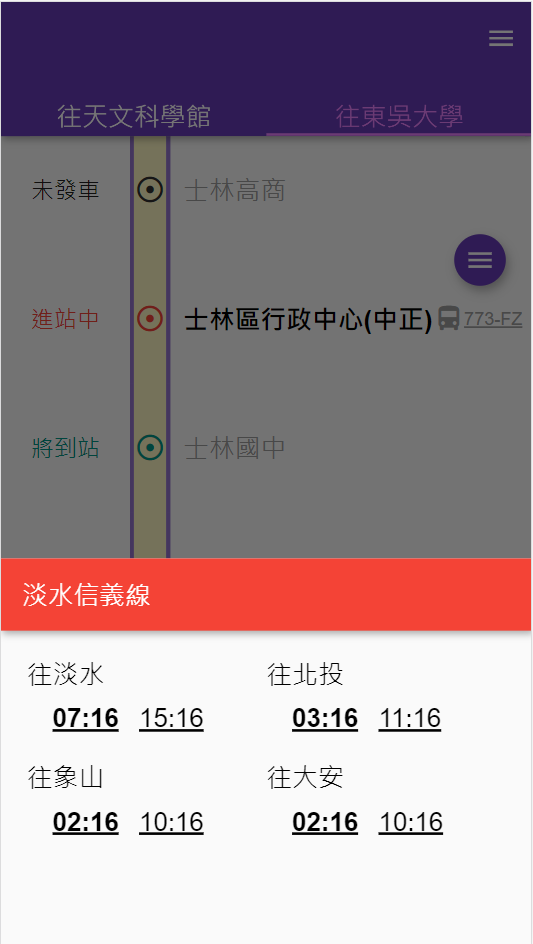 往天文科學館 往東吳大學
未發車 士林高商
進站中 士林區行政中心(中正) 773-FZ
將到站 士林國中
淡水信義線
往淡水 往北投
07:16 15:16 03:16 11:16
往象山 往大安
02:16 10:16 02:16 10:16